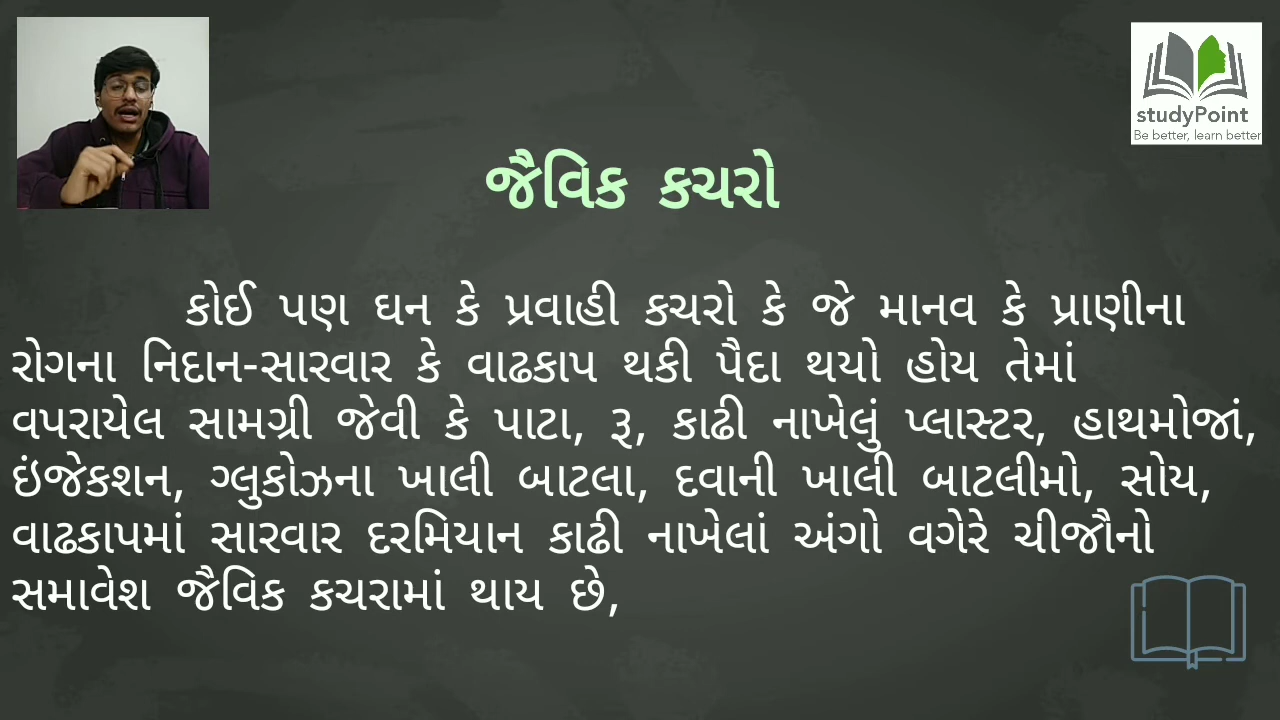 studyPoint
Be better, learn better
જૈવિક કચરો
કોઈ પણ ઘન કે પ્રવાહી કચરો કે જે માનવ કે પ્રાણીના
રોગના નિદાન-સારવાર કે વાઢકાપ થકી પૈદા થયો હોય તેમાં
વપરાયેલ સામગ્રી જેવી કે પાટા, રૂ, કાઢી નાખેલું પ્લાસ્ટર, હાથમોજાં,
ઇંજેકશન, ગ્લુકોઝના ખાલી બાટલા, દવાની ખાલી બાટલીમો, સોય,
વાઢકાપમાં સારવાર દરમિયાન કાઢી નાખેલાં અંગો વગેરે ચીજૌનો
સમાવેશ જૈવિક કચરામાં થાય છે,